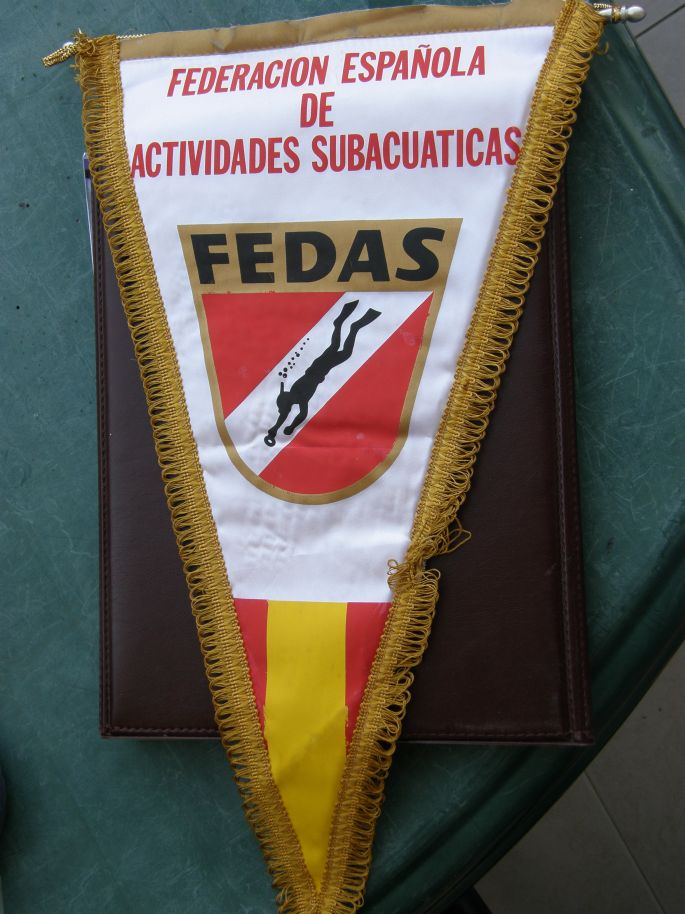 FEDERACION ESPAÑOLA
DE
ACTIVIDADES SUBACUATICAS
FEDAS